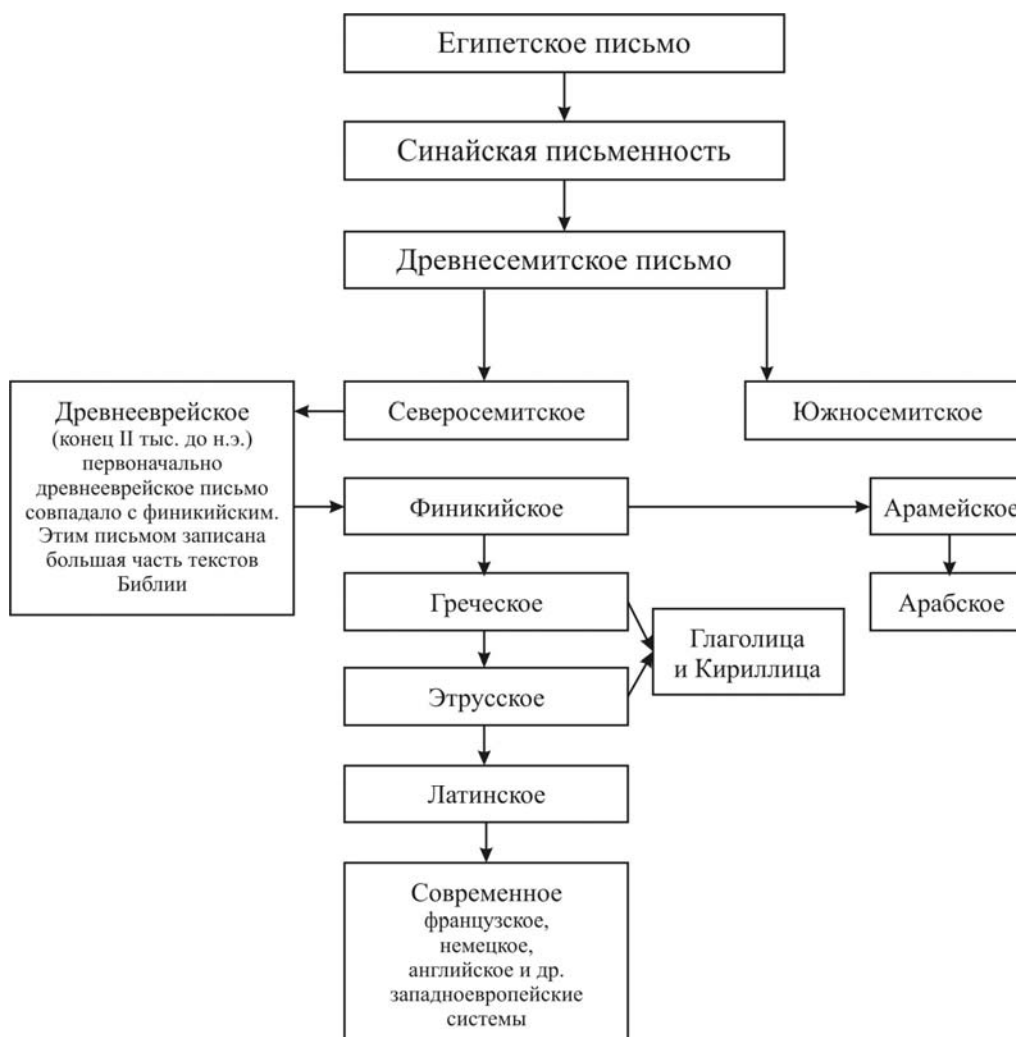 Египетское письмо
Синайская письменность
Древнесемитское письмо
Древнееврейское
(конец II тыс. до н.э.)
первоначально
древнееврейское письмо
совпадало с финикийским.
Этим письмом записана
большая часть текстов
Библии
Северосемитское
Южносемитское
Финикийское
Арамейское
Греческое
Арабское
Глаголица
и Кириллица
Этрусское
Латинское
Современное
французское,
немецкое,
английское и др.
западноевропейские
системы